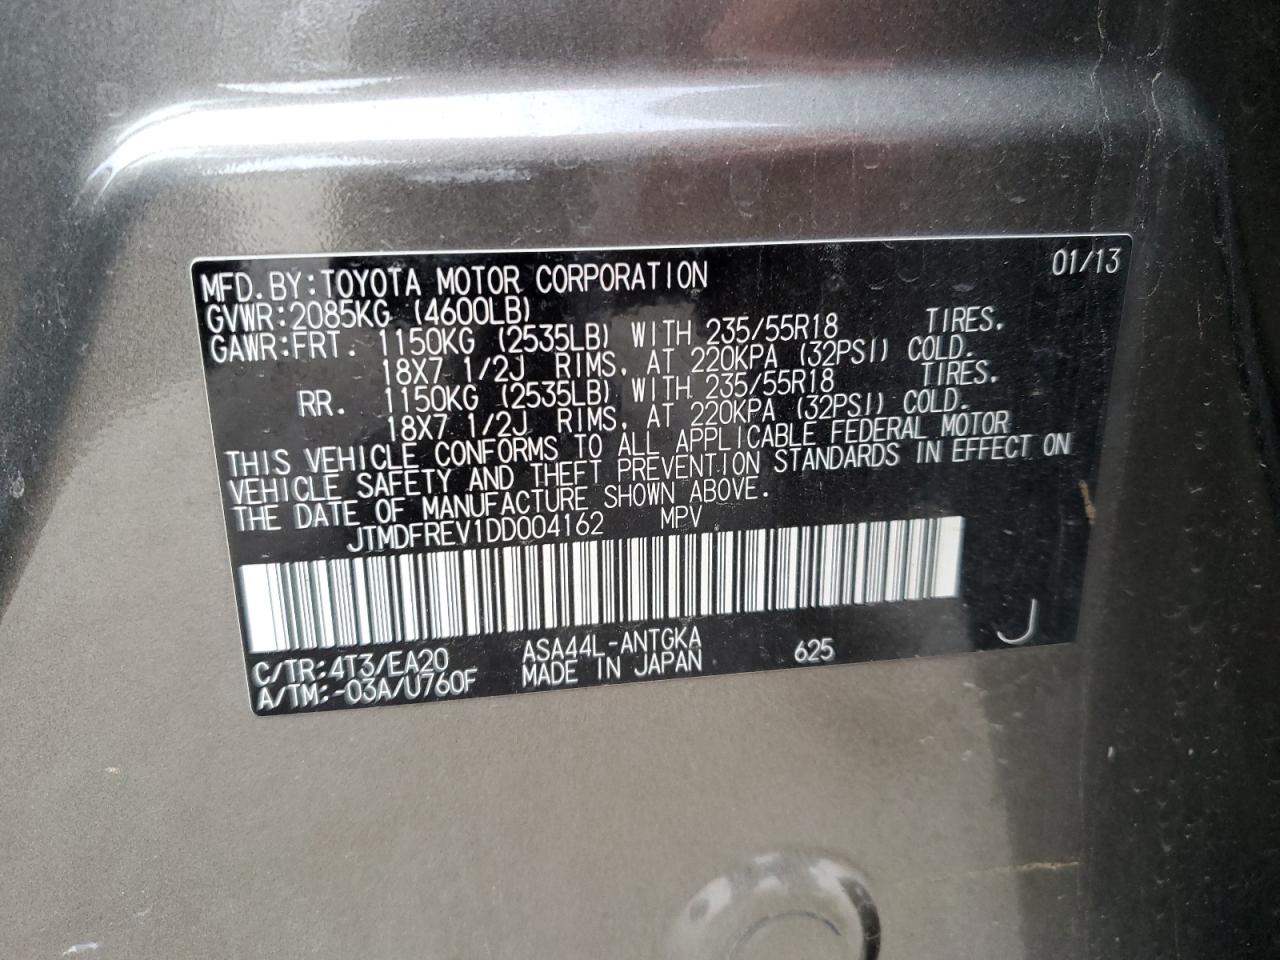 MFD. BY:TOYOTA MOTOR CORPORATION 01/13
GVWR:2085KG (4600LB)
GAWR:FRT. 1150KG (2535LB) WITH 235/55R18 TIRES.
18X7 1/2J RIMS, AT 220KPA (32PSI) COLD.
RR. 1150KG (2535LB) WITH 235/55R18 TIRES.
18X7 1/2J RIMS, AT 220KPA (32PSI) COLD.
THIS VEHICLE CONFORMS TO ALL APPLICABLE FEDERAL MOTOR
VEHICLE SAFETY AND THEFT PREVENTION STANDARDS IN EFFECT ON
THE DATE OF MANUFACTURE SHOWN ABOVE.
JTMDFREV1DD004162 MPV
C/TR:4T3/EA20 ASA44L-ANTGKA 625 J
A/TM:-03A/U760F MADE IN JAPAN